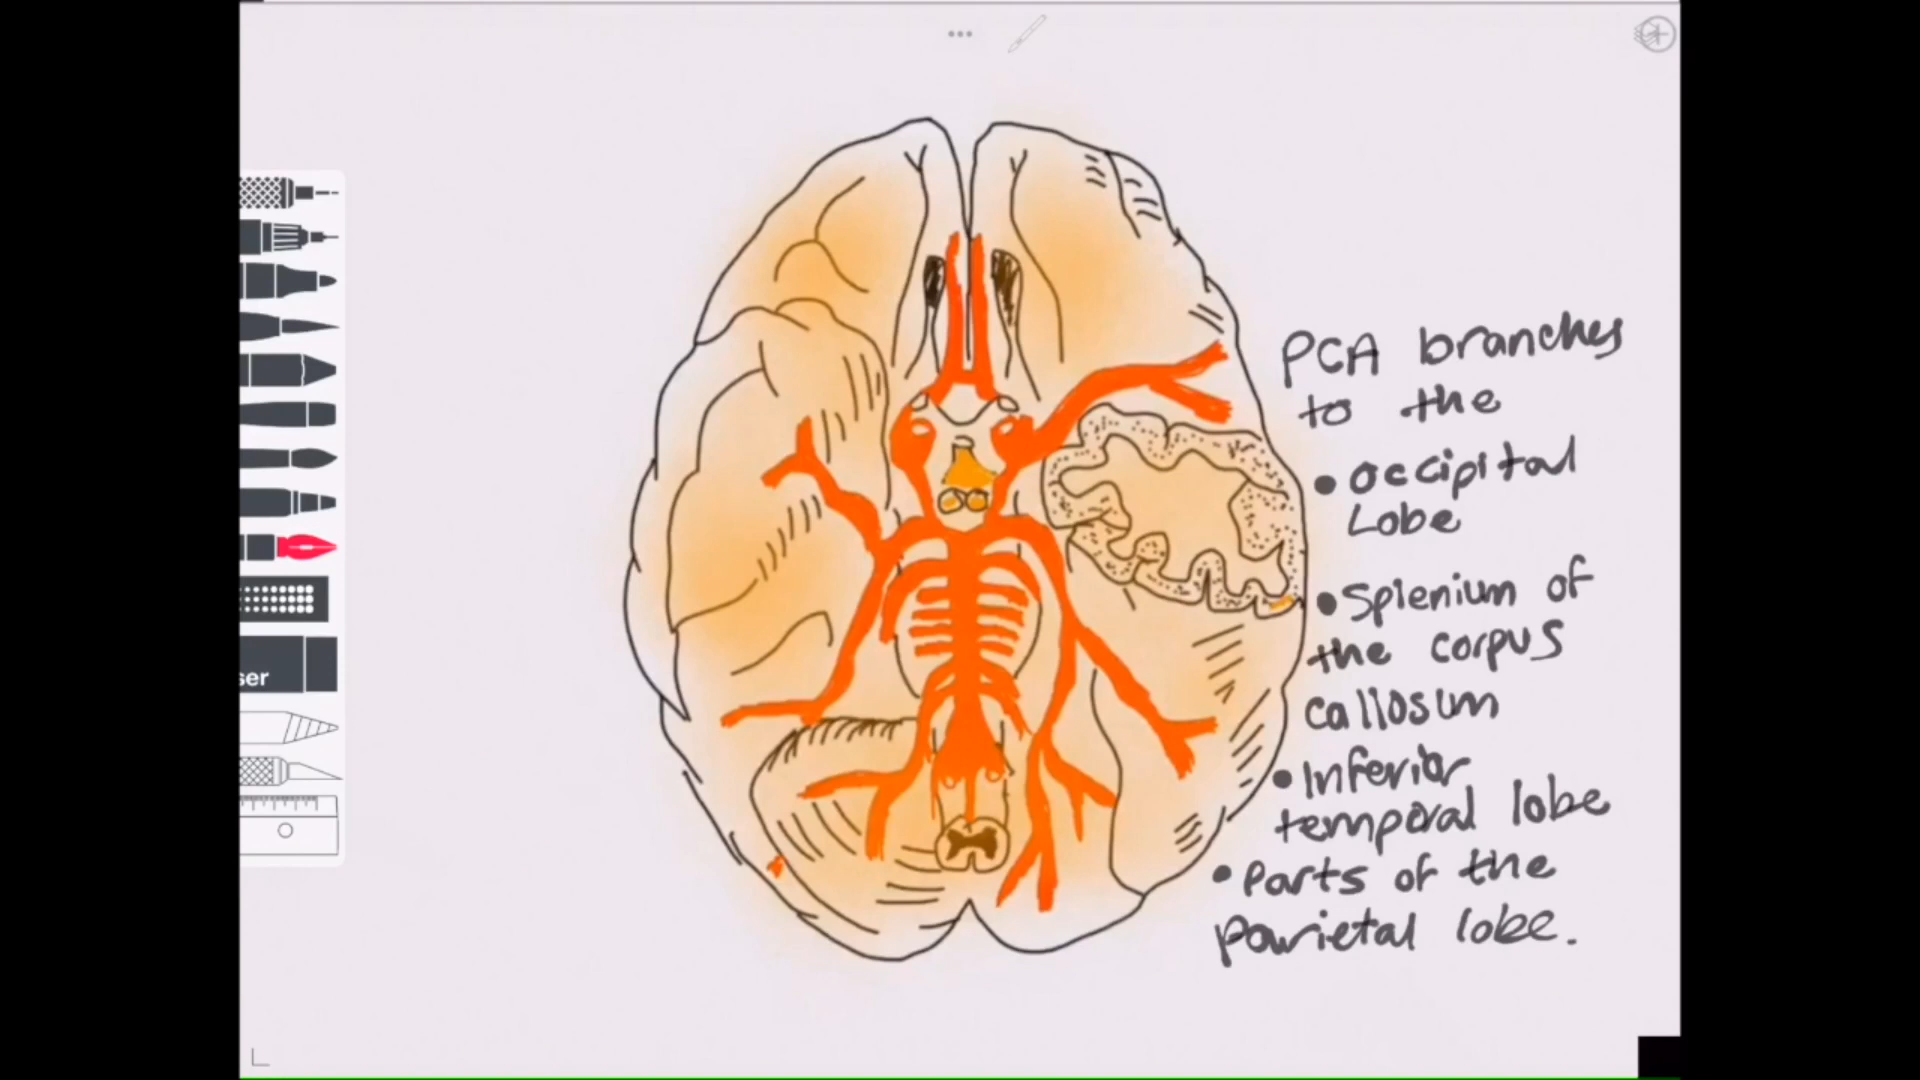 PCA branches
to the
• Occipital
Lobe
• Splenium of
the corpus
callosum
• Inferior
temporal lobe
• Parts of the
Parietal lobe.
ser